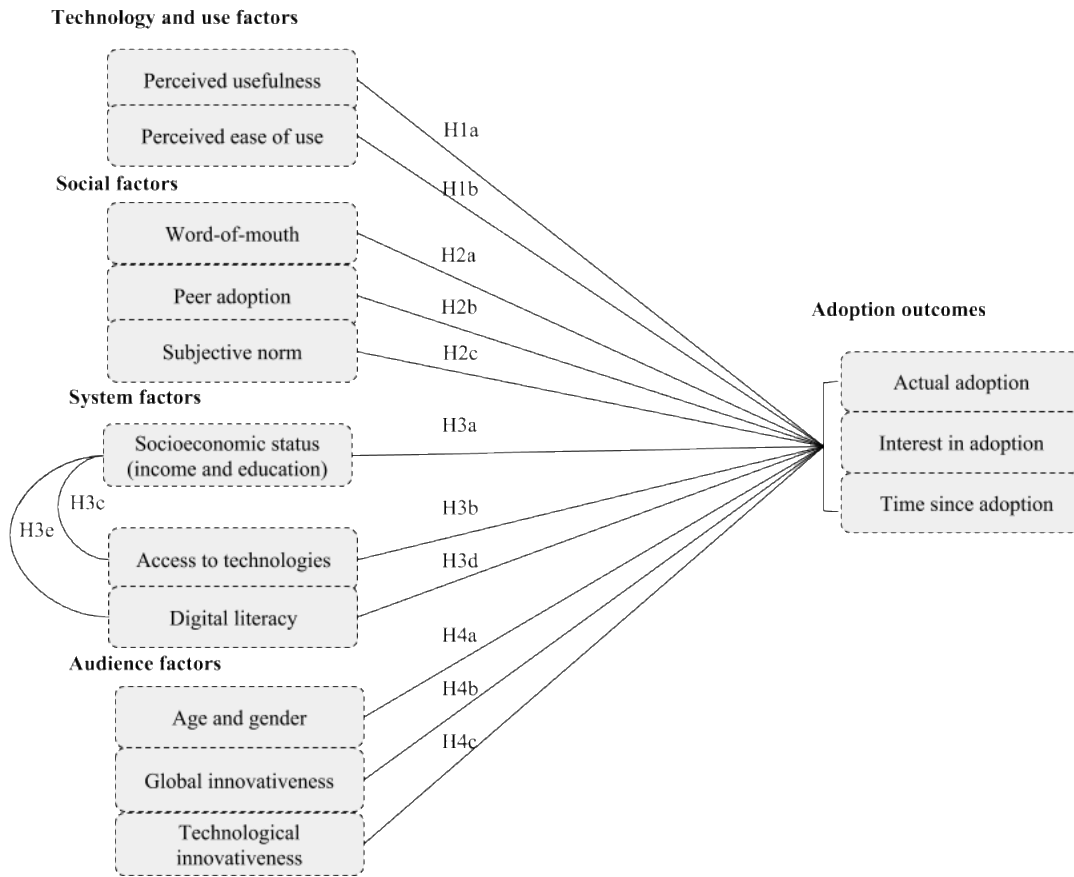 Technology and use factors
Perceived usefulness
Perceived ease of use
H1a
H1b
Social factors
Word-of-mouth
Peer adoption
Subjective norm
H2a
H2b
H2c
System factors
Socioeconomic status
(income and education)
Access to technologies
Digital literacy
H3a
H3b
H3c
H3d
H3e
Audience factors
Age and gender
Global innovativeness
Technological
innovativeness
H4a
H4b
H4c
Adoption outcomes
Actual adoption
Interest in adoption
Time since adoption